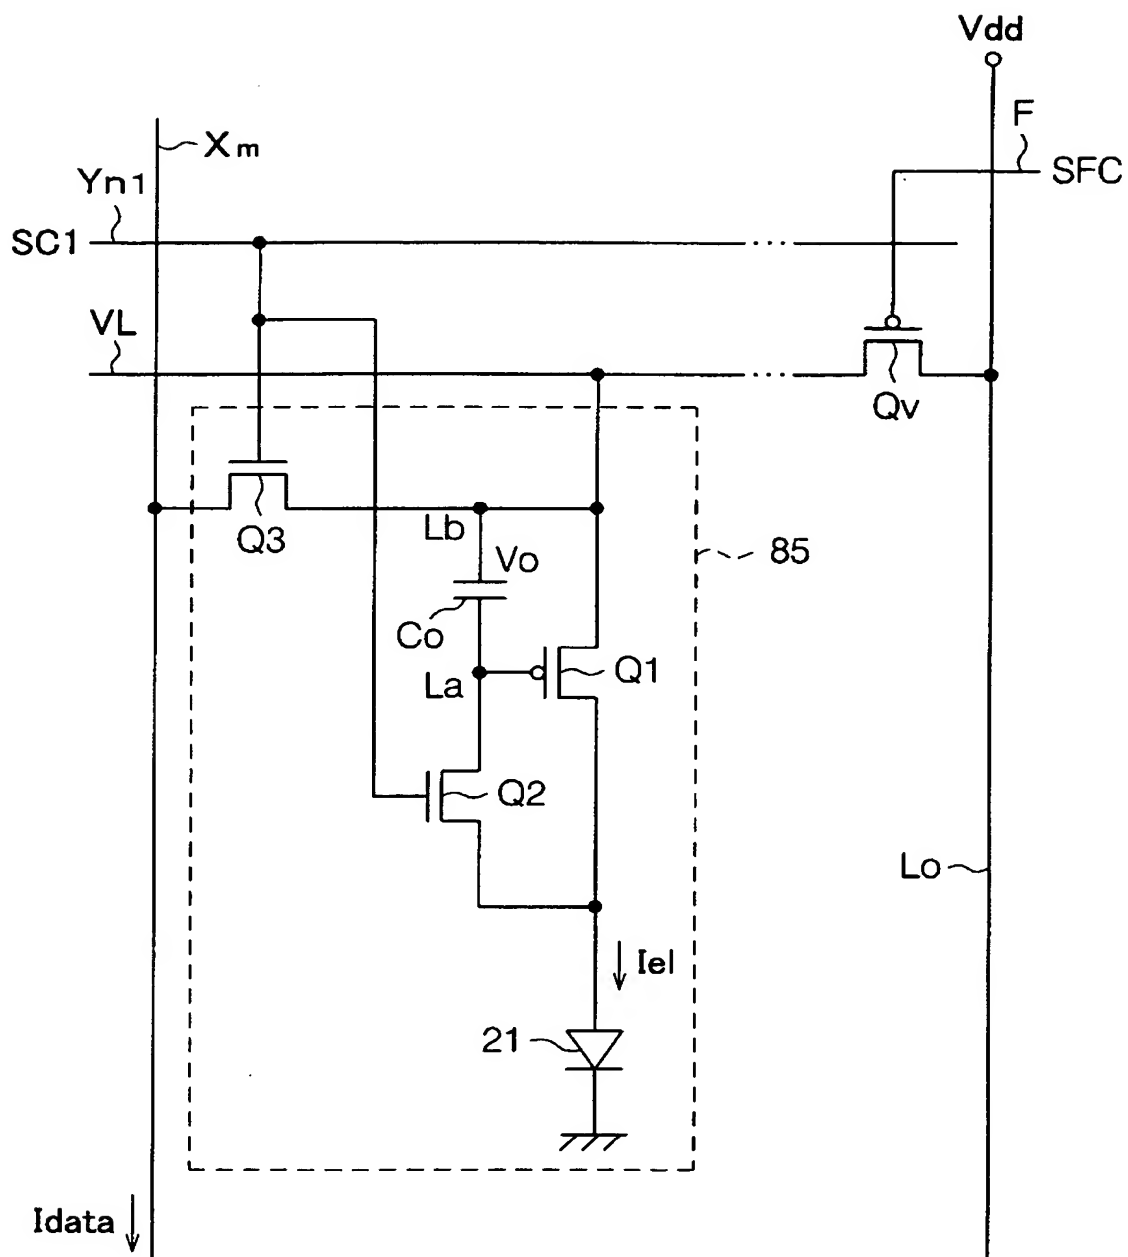 Vdd
F
SFC
Xm
Yn1
SC1
VL
Qv
Q3
Lb
Vo
85
Co
Q1
La
Q2
Lo
Iel
21
Idata